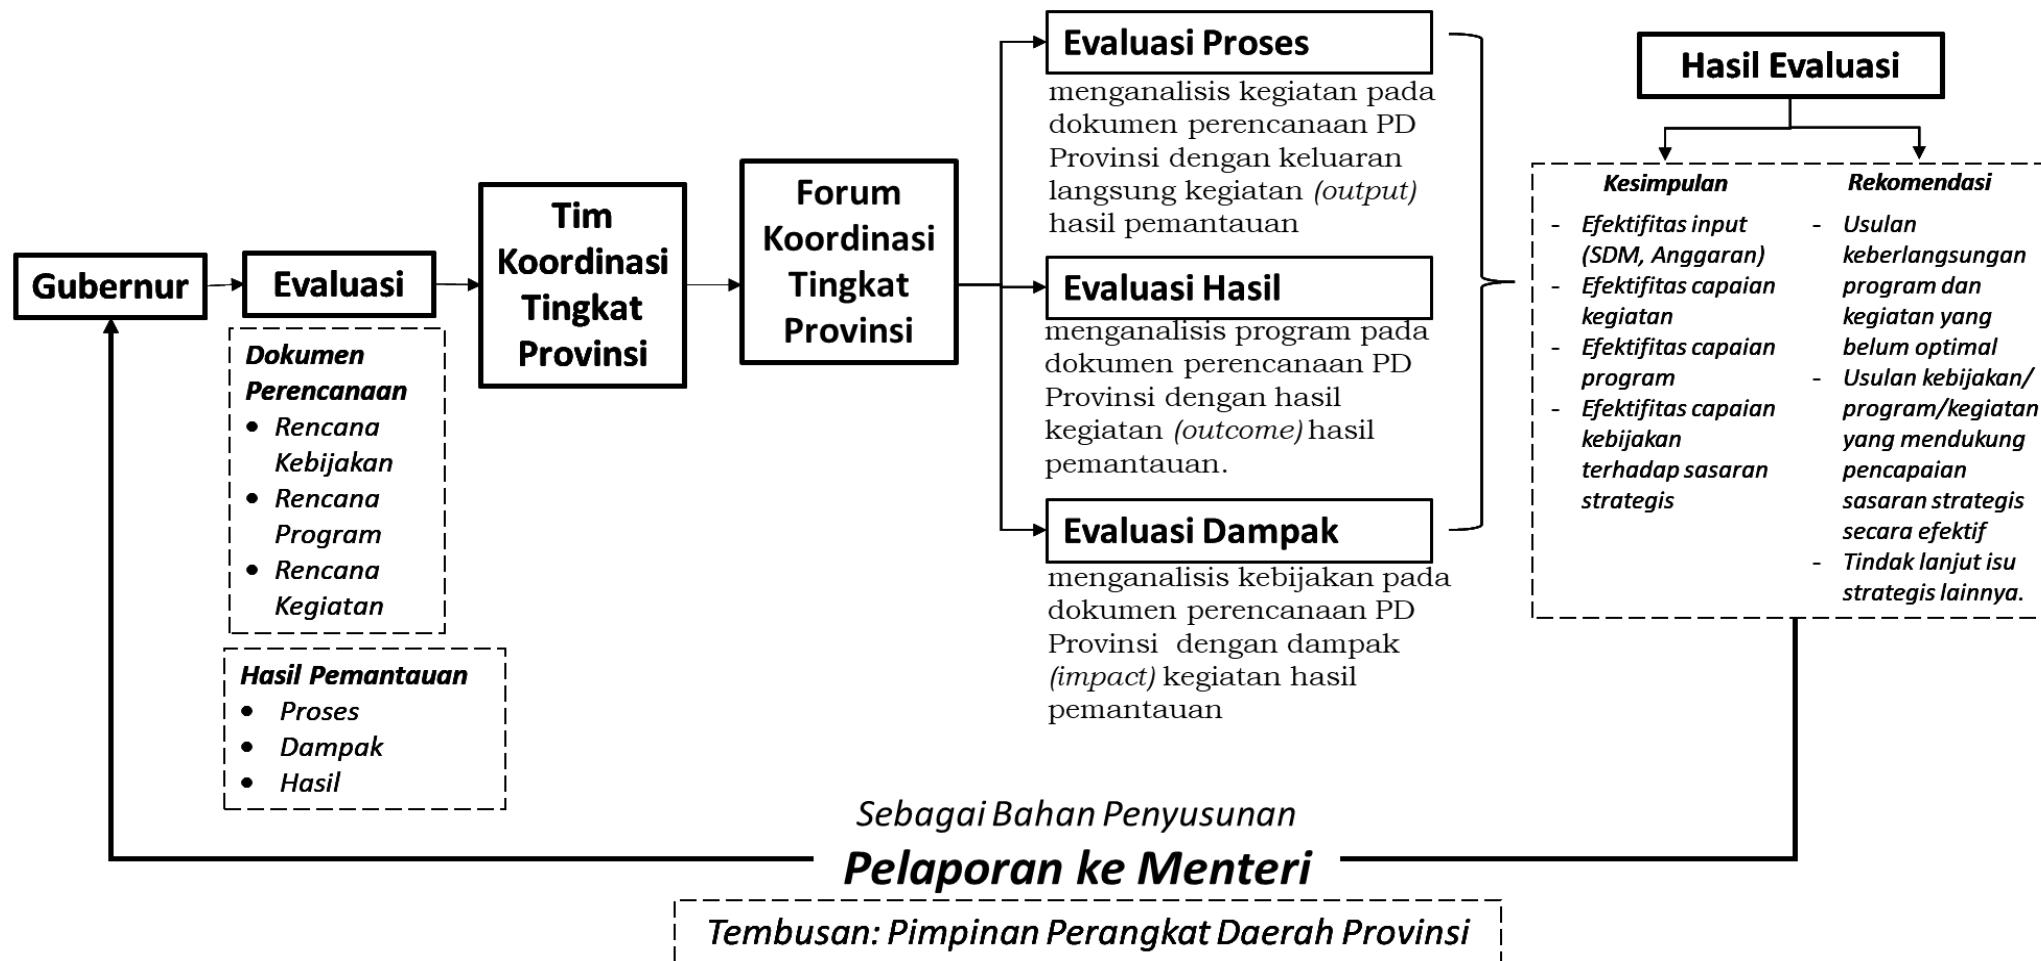 Gubernur
Evaluasi
Dokumen
Perencanaan
• Rencana
Kebijakan
• Rencana
Program
• Rencana
Kegiatan
Hasil Pemantauan
• Proses
• Dampak
• Hasil
Tim
Koordinasi
Tingkat
Provinsi
Forum
Koordinasi
Tingkat
Provinsi
Evaluasi Proses
menganalisis kegiatan pada
dokumen perencanaan PD
Provinsi dengan keluaran
langsung kegiatan (output)
hasil pemantauan
Evaluasi Hasil
menganalisis program pada
dokumen perencanaan PD
Provinsi dengan hasil
kegiatan (outcome) hasil
pemantauan.
Evaluasi Dampak
menganalisis kebijakan pada
dokumen perencanaan PD
Provinsi dengan dampak
(impact) kegiatan hasil
pemantauan
Hasil Evaluasi
Kesimpulan
- Efektifitas input
(SDM, Anggaran)
- Efektifitas capaian
kegiatan
- Efektifitas capaian
program
- Efektifitas capaian
kebijakan
terhadap sasaran
strategis
Rekomendasi
- Usulan
keberlangsungan
program dan
kegiatan yang
belum optimal
- Usulan kebijakan/
program/kegiatan
yang mendukung
pencapaian
sasaran strategis
secara efektif
- Tindak lanjut isu
strategis lainnya.
Sebagai Bahan Penyusunan
Pelaporan ke Menteri
Tembusan: Pimpinan Perangkat Daerah Provinsi